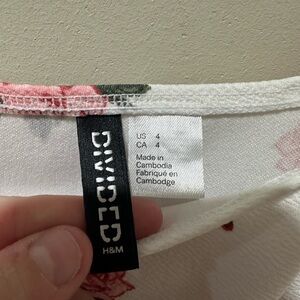 DIVIDED
H&M
US 4
CA 4
Made in
Cambodia
Fabriqué en
Cambodge